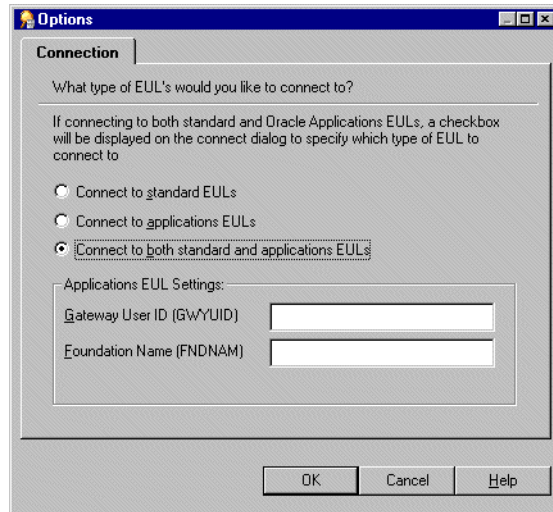 Options
Connection
What type of EUL's would you like to connect to?
If connecting to both standard and Oracle Applications EULs, a checkbox
will be displayed on the connect dialog to specify which type of EUL to
connect to
Connect to standard EULs
Connect to applications EULs
Connect to both standard and applications EULs
Applications EUL Settings:
Gateway User ID (GWYUID)
Foundation Name (FNDNAM)
OK Cancel Help